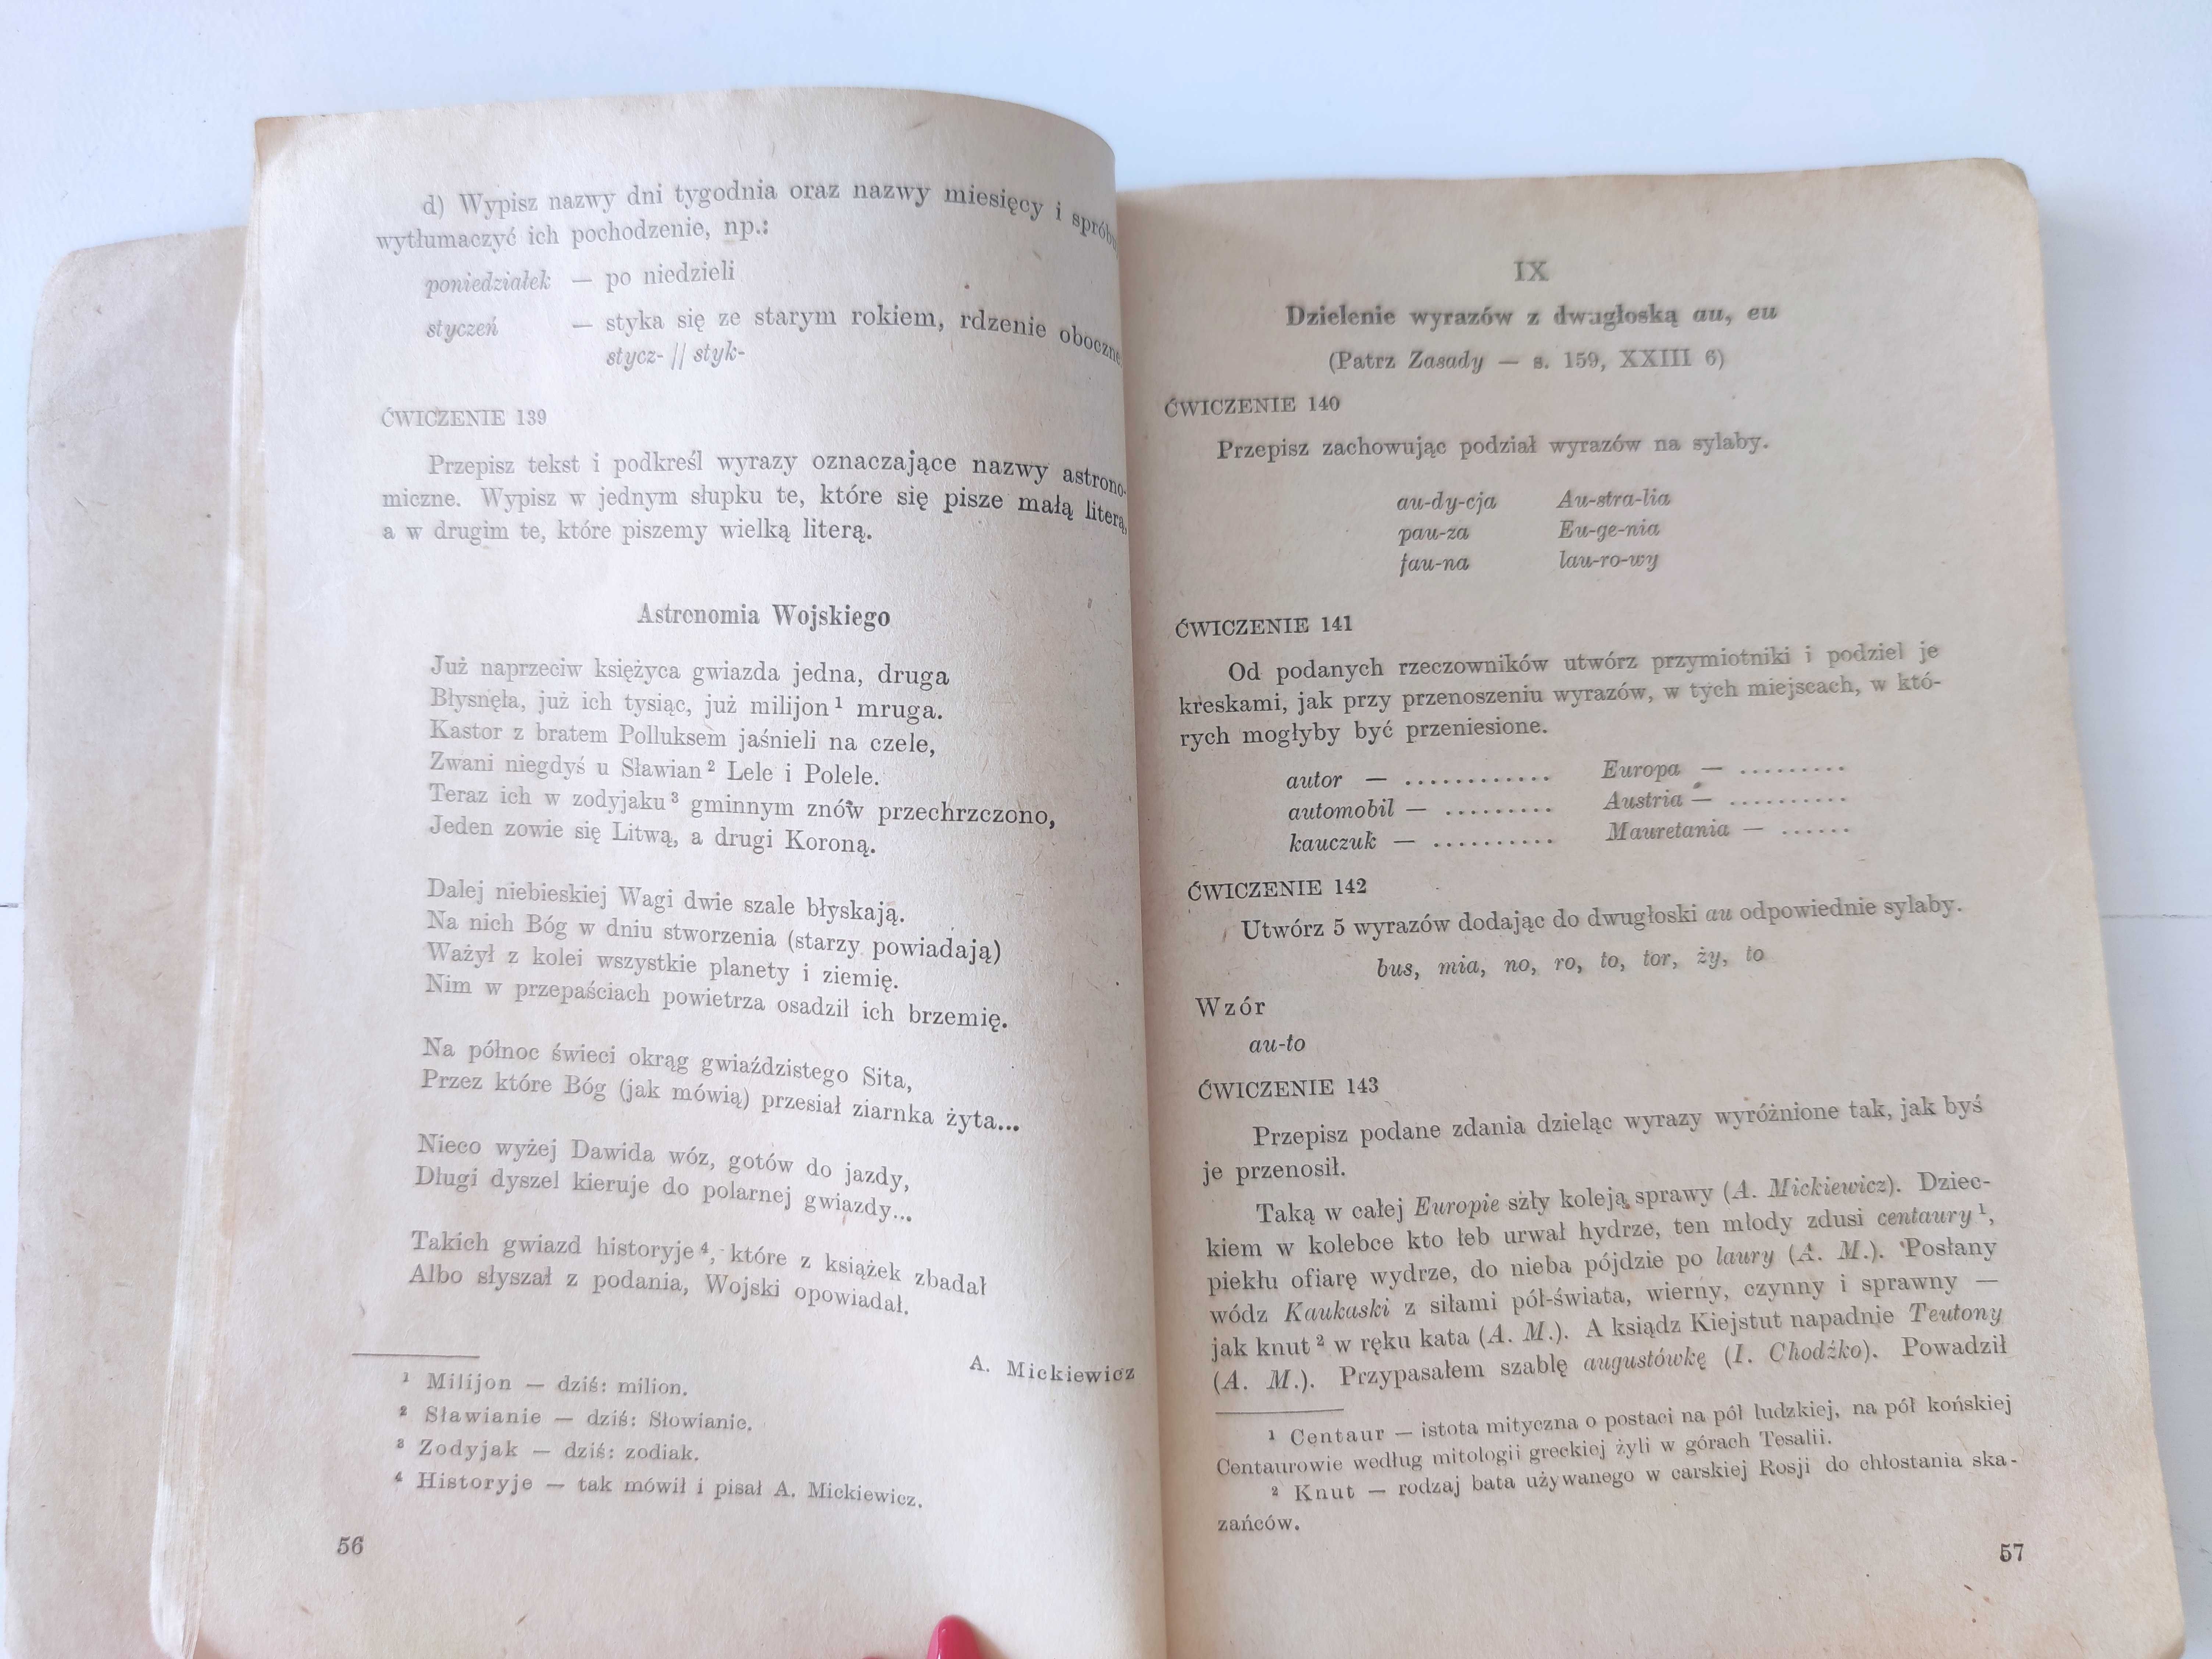 d) Wypisz nazwy dni tygodnia oraz nazwy miesięcy i
wytłumaczyć ich pochodzenie, np.:
poniedziałek — po niedzieli
styczeń — styka się ze starym rokiem, rdzenie oboczne
stycz- // styk-
ĆWICZENIE 139
Przepisz tekst i podkreśl wyrazy oznaczające nazwy astrono-
miczne. Wypisz w jednym słupku te, które się pisze małą literą,
a w drugim te, które piszemy wielką literą.
Astronomia Wojskiego
Już naprzeciw księżyca gwiazda jedna, druga
Błysnęła, już ich tysiąc, już milijon¹ mruga.
Kastor z bratem Polluksem jaśnieli na czele,
Zwani niegdyś u Sławian² Lele i Polele.
Teraz ich w zodyjaku³ gminnym znów przechrzczono,
Jeden zowie się Litwą, a drugi Koroną.
Dalej niebieskiej Wagi dwie szale błyskają.
Na nich Bóg w dniu stworzenia (starzy powiadają)
Ważył z kolei wszystkie planety i ziemię.
Nim w przepaściach powietrza osadził ich brzemię.
Na północ świeci okrąg gwiaździstego Sita,
Przez które Bóg (jak mówią) przesiał ziarnka żyta...
Nieco wyżej Dawida wóz, gotów do jazdy,
Długi dyszel kieruje do polarnej gwiazdy...
Takich gwiazd historyje⁴, które z książek zbadał
Albo słyszał z podania, Wojski opowiadał.
A. Mickiewicz
¹ Milijon — dziś: milion.
² Sławianie — dziś: Słowianie.
³ Zodyjak — dziś: zodiak.
⁴ Historyje — tak mówił i pisał A. Mickiewicz.
56
IX
Dzielenie wyrazów z dwugłoską au, eu
(Patrz Zasady — s. 159, XXIII 6)
ĆWICZENIE 140
Przepisz zachowując podział wyrazów na sylaby.
au-dy-cja Au-stra-lia
pau-za Eu-ge-nia
fau-na lau-ro-wy
ĆWICZENIE 141
Od podanych rzeczowników utwórz przymiotniki i podziel je
kreskami, jak przy przenoszeniu wyrazów, w tych miejscach, w któ-
rych mogłyby być przeniesione.
autor — ............ Europa — .........
automobil — ......... Austria — ..........
kauczuk — .......... Mauretania — ......
ĆWICZENIE 142
Utwórz 5 wyrazów dodając do dwugłoski au odpowiednie sylaby.
bus, mia, no, ro, to, tor, ży, to
Wzór
au-to
ĆWICZENIE 143
Przepisz podane zdania dzieląc wyrazy wyróżnione tak, jak byś
je przenosił.
Taką w całej Europie szły koleją sprawy (A. Mickiewicz). Dziec-
kiem w kolebce kto łeb urwał hydrze, ten młody zdusi centaury¹,
piekłu ofiarę wydrze, do nieba pójdzie po laury (A. M.). Posłany
wódz Kaukaski z siłami pół-świata, wierny, czynny i sprawny —
jak knut² w ręku kata (A. M.). A ksiądz Kiejstut napadnie Teutony
(A. M.). Przypasałem szablę augustówkę (I. Chodźko). Powadził
¹ Centaur — istota mityczna o postaci na pół ludzkiej, na pół końskiej
Centaurowie według mitologii greckiej żyli w górach Tesalii.
² Knut — rodzaj bata używanego w carskiej Rosji do chłostania ska-
zańców.
57